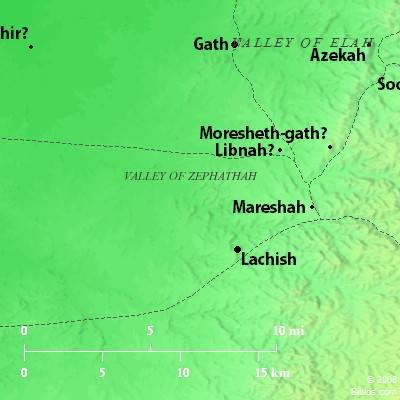 hir?
Gath
VALLEY OF ELAH
Azekah
Soc
Moresheth-gath?
Libnah?
VALLEY OF ZEPHATHAH
Mareshah
Lachish
0 5 10 mi
0 5 10 15 km
© 2008
Biblos.com